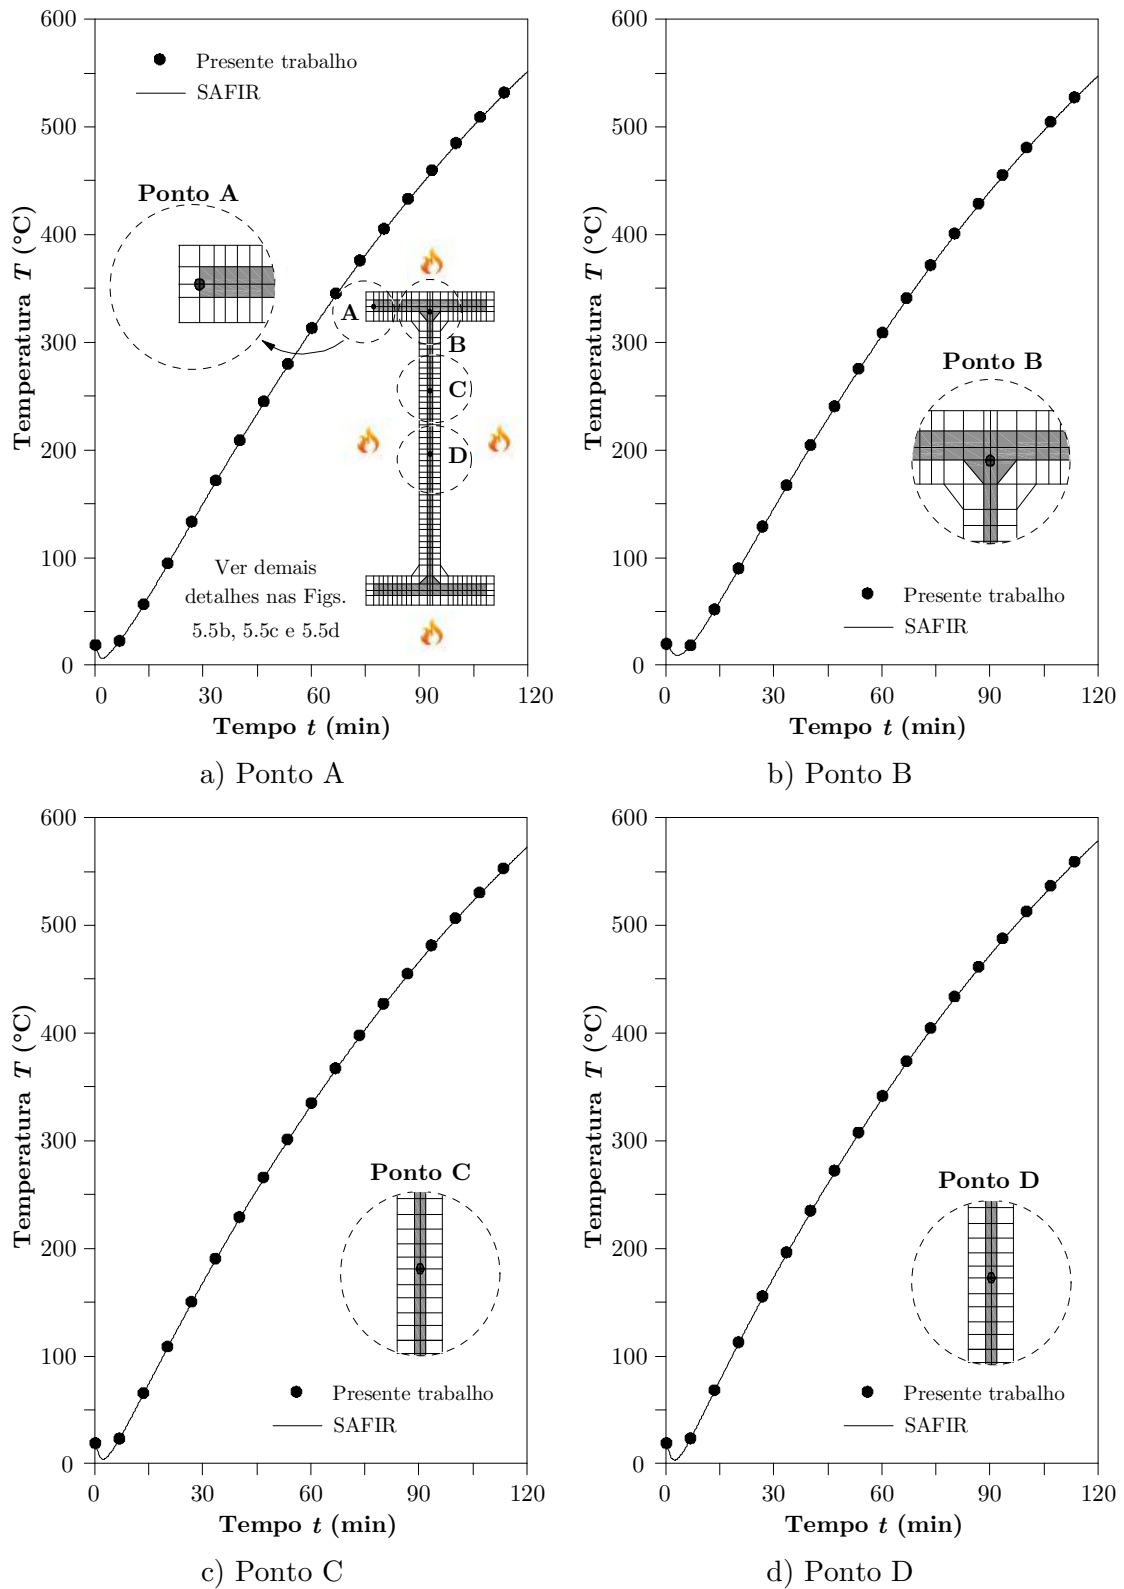 600
500
400
300
200
100
0
Temperatura T (°C)
Presente trabalho
SAFIR
Ponto A
A
B
C
D
Ver demais
detalhes nas Figs.
5.5b, 5.5c e 5.5d
0
30
60
90
120
Tempo t (min)
a) Ponto A
600
500
400
300
200
100
0
Temperatura T (°C)
Ponto B
Presente trabalho
SAFIR
0
30
60
90
120
Tempo t (min)
b) Ponto B
600
500
400
300
200
100
0
Temperatura T (°C)
Ponto C
Presente trabalho
SAFIR
0
30
60
90
120
Tempo t (min)
c) Ponto C
600
500
400
300
200
100
0
Temperatura T (°C)
Ponto D
Presente trabalho
SAFIR
0
30
60
90
120
Tempo t (min)
d) Ponto D